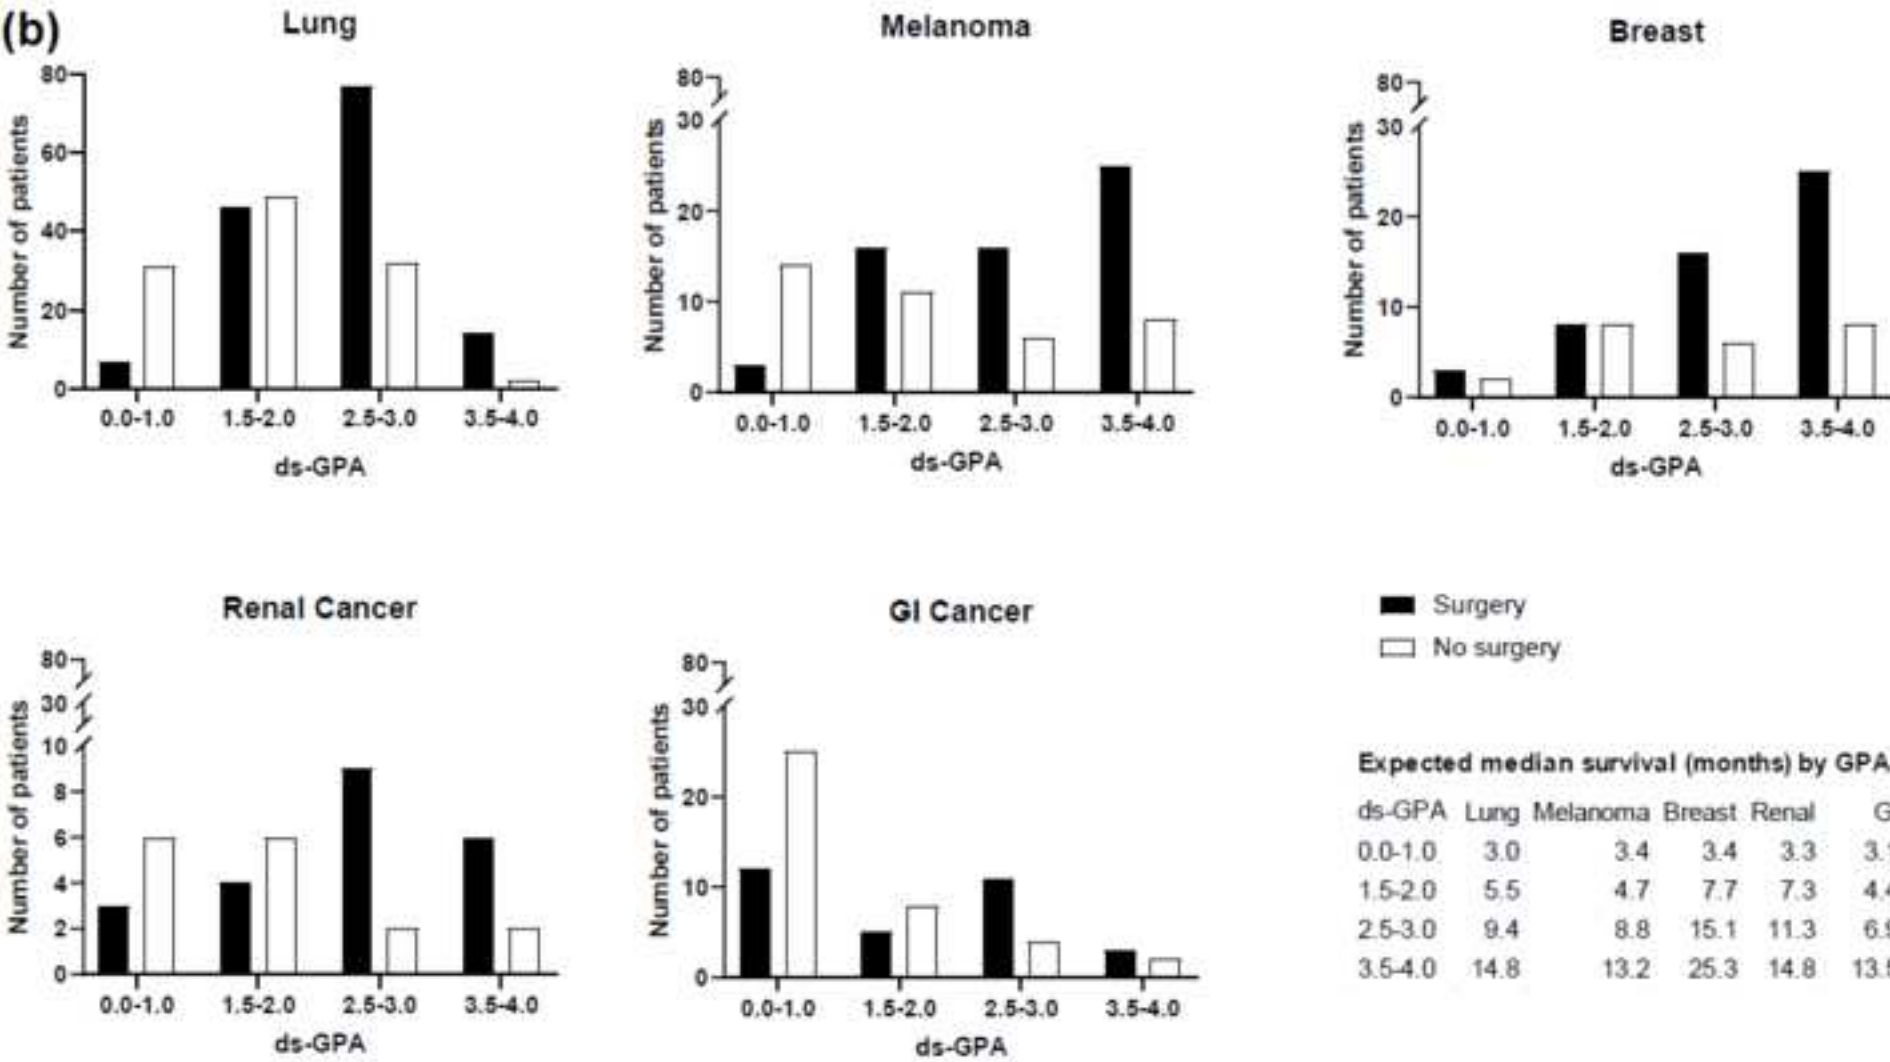 (b)
Lung
Number of patients
80
60
40
20
0
0.0-1.0 1.5-2.0 2.5-3.0 3.5-4.0
ds-GPA
Melanoma
Number of patients
80
30
20
10
0
0.0-1.0 1.5-2.0 2.5-3.0 3.5-4.0
ds-GPA
Breast
Number of patients
80
30
20
10
0
0.0-1.0 1.5-2.0 2.5-3.0 3.5-4.0
ds-GPA
Renal Cancer
Number of patients
80
30
10
8
6
4
2
0
0.0-1.0 1.5-2.0 2.5-3.0 3.5-4.0
ds-GPA
GI Cancer
Number of patients
80
30
20
10
0
0.0-1.0 1.5-2.0 2.5-3.0 3.5-4.0
ds-GPA
Surgery
No surgery
Expected median survival (months) by GPA
ds-GPA Lung Melanoma Breast Renal
0.0-1.0 3.0 3.4 3.4 3.3
1.5-2.0 5.5 4.7 7.7 7.3
2.5-3.0 9.4 8.8 15.1 11.3
3.5-4.0 14.8 13.2 25.3 14.8